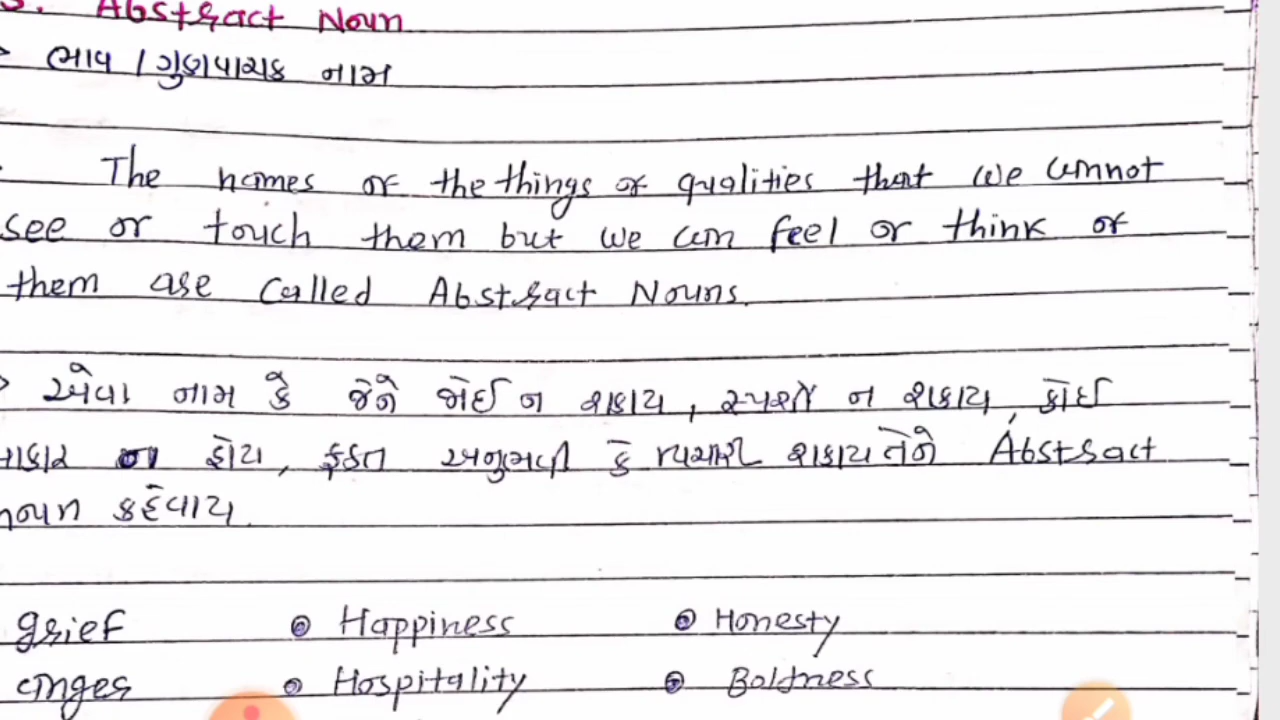 3. Abstract Noun
ભાવ / ગુણવાચક નામ
The names of the things or qualities that we cannot
see or touch them but we can feel or think of
them are called Abstract Nouns.
એવા નામ કે જેને જોઈ ન શકાય, સ્પર્શી ન શકાય, કોઈ
આકાર ન હોય, ફક્ત અનુભવી કે વિચારી શકાય તેને Abstract
noun કહેવાય.
grief Happiness Honesty
anger Hospitality Boldness